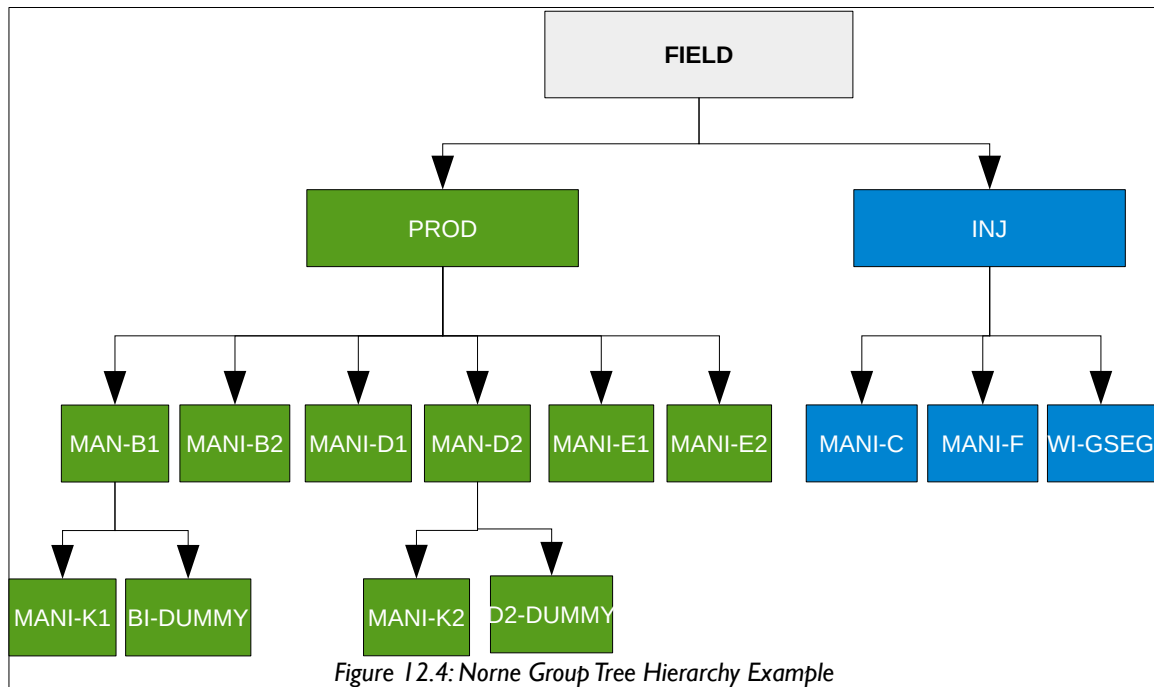 FIELD
PROD
INJ
MAN-B1
MANI-B2
MANI-D1
MAN-D2
MANI-E1
MANI-E2
MANI-C
MANI-F
WI-GSEG
MANI-K1
BI-DUMMY
MANI-K2
D2-DUMMY
Figure 12.4: Norne Group Tree Hierarchy Example